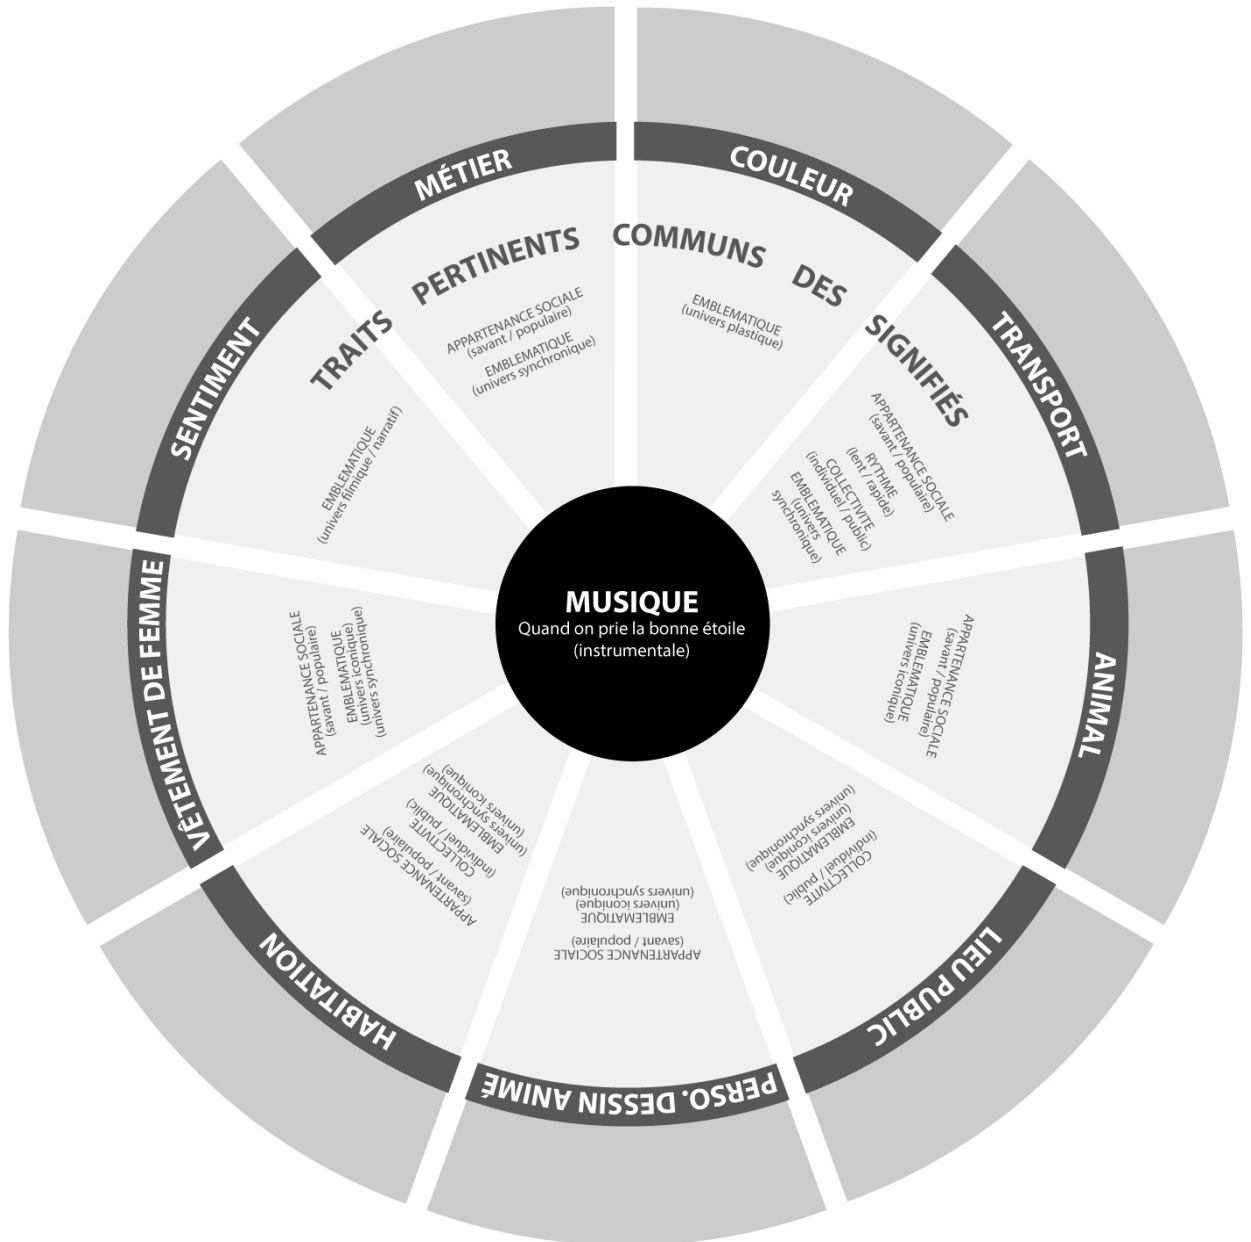 MUSIQUE
Quand on prie la bonne étoile
(instrumentale)
TRAITS PERTINENTS COMMUNS DES SIGNIFIÉS
COULEUR
EMBLEMATIQUE
(univers plastique)
TRANSPORT
APPARTENANCE SOCIALE
(savant / populaire)
RYTHME
(lent / rapide)
COLLECTIVITE
(individuel / public)
EMBLEMATIQUE
(univers
synchronique)
ANIMAL
APPARTENANCE SOCIALE
(savant / populaire)
EMBLEMATIQUE
(univers iconique)
LIEU PUBLIC
COLLECTIVITE
(individuel / public)
EMBLEMATIQUE
(univers iconique)
(univers synchronique)
PERSO. DESSIN ANIMÉ
APPARTENANCE SOCIALE
(savant / populaire)
EMBLEMATIQUE
(univers iconique)
(univers synchronique)
HABITATION
APPARTENANCE SOCIALE
(savant / populaire)
COLLECTIVITE
(individuel / public)
EMBLEMATIQUE
(univers synchronique)
(univers iconique)
VÊTEMENT DE FEMME
APPARTENANCE SOCIALE
(savant / populaire)
EMBLEMATIQUE
(univers iconique)
(univers synchronique)
SENTIMENT
EMBLEMATIQUE
(univers filmique / narratif)
MÉTIER
APPARTENANCE SOCIALE
(savant / populaire)
EMBLEMATIQUE
(univers synchronique)